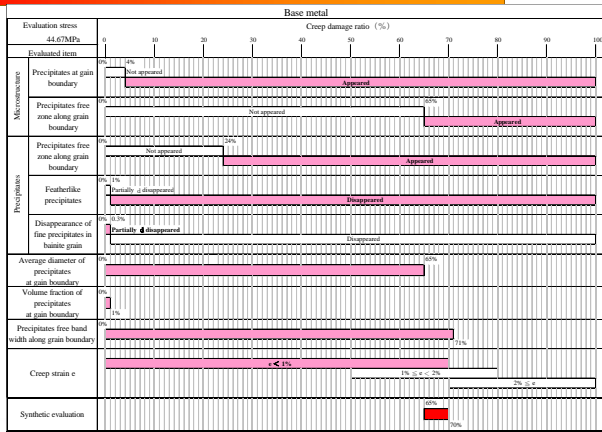 Base metal
Evaluation stress
44.67MPa
Evaluated item
Creep damage ratio (%)
0 10 20 30 40 50 60 70 80 90 100
Microstructure
Precipitates at gain
boundary
0%
4%
Not appeared
Appeared
Precipitates free
zone along grain
boundary
0%
65%
Not appeared
Appeared
Precipitates
Precipitates free
zone along grain
boundary
0%
24%
Not appeared
Appeared
Featherlike
precipitates
0%
1%
Partially d disappeared
Disappeared
Disappearance of
fine precipitates in
bainite grain
0%
0.3%
Partially d disappeared
Disappeared
Average diameter of
precipitates
at gain boundary
0%
65%
Volume fraction of
precipitates
at gain boundary
0%
1%
Precipitates free band
width along grain boundary
0%
71%
Creep strain e
e < 1%
1% ≦ e < 2%
2% ≦ e
Synthetic evaluation
65%
70%